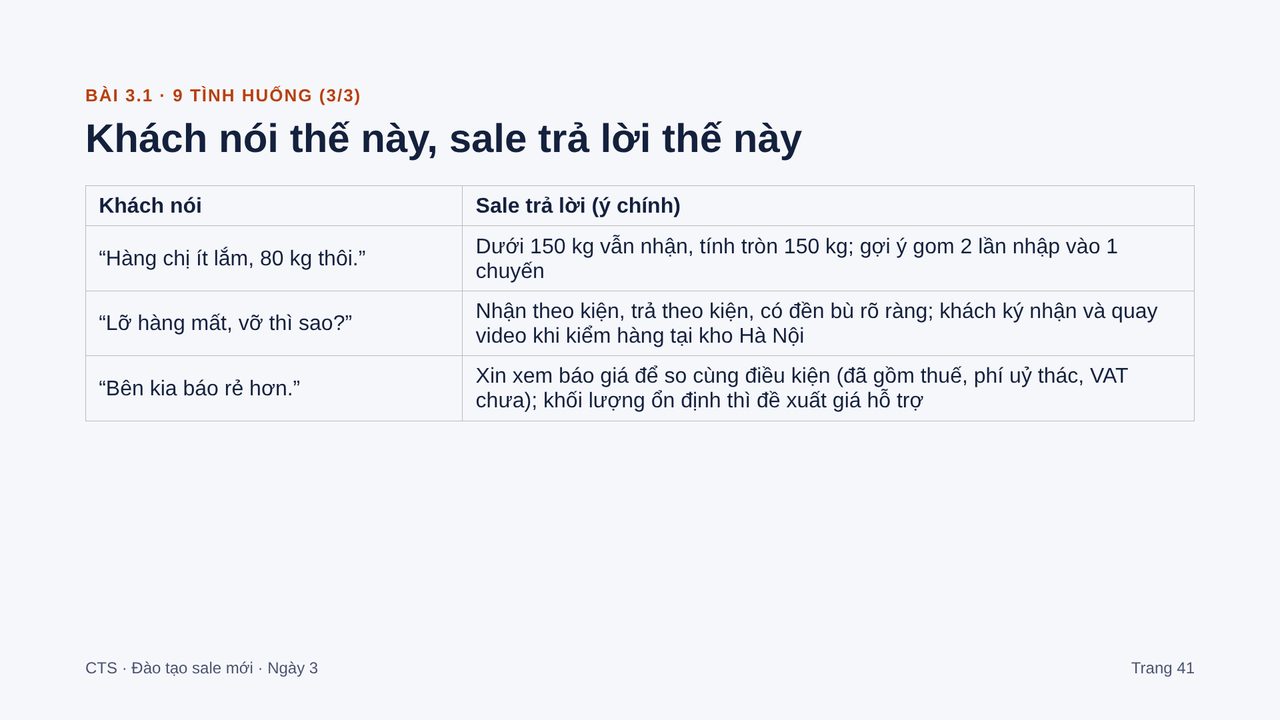 BÀI 3.1 · 9 TÌNH HUỐNG (3/3)
Khách nói thế này, sale trả lời thế này
Khách nói
Sale trả lời (ý chính)
“Hàng chị ít lắm, 80 kg thôi.”
Dưới 150 kg vẫn nhận, tính tròn 150 kg; gợi ý gom 2 lần nhập vào 1
chuyến
“Lỡ hàng mất, vỡ thì sao?”
Nhận theo kiện, trả theo kiện, có đền bù rõ ràng; khách ký nhận và quay
video khi kiểm hàng tại kho Hà Nội
“Bên kia báo rẻ hơn.”
Xin xem báo giá để so cùng điều kiện (đã gồm thuế, phí uỷ thác, VAT
chưa); khối lượng ổn định thì đề xuất giá hỗ trợ
CTS · Đào tạo sale mới · Ngày 3
Trang 41